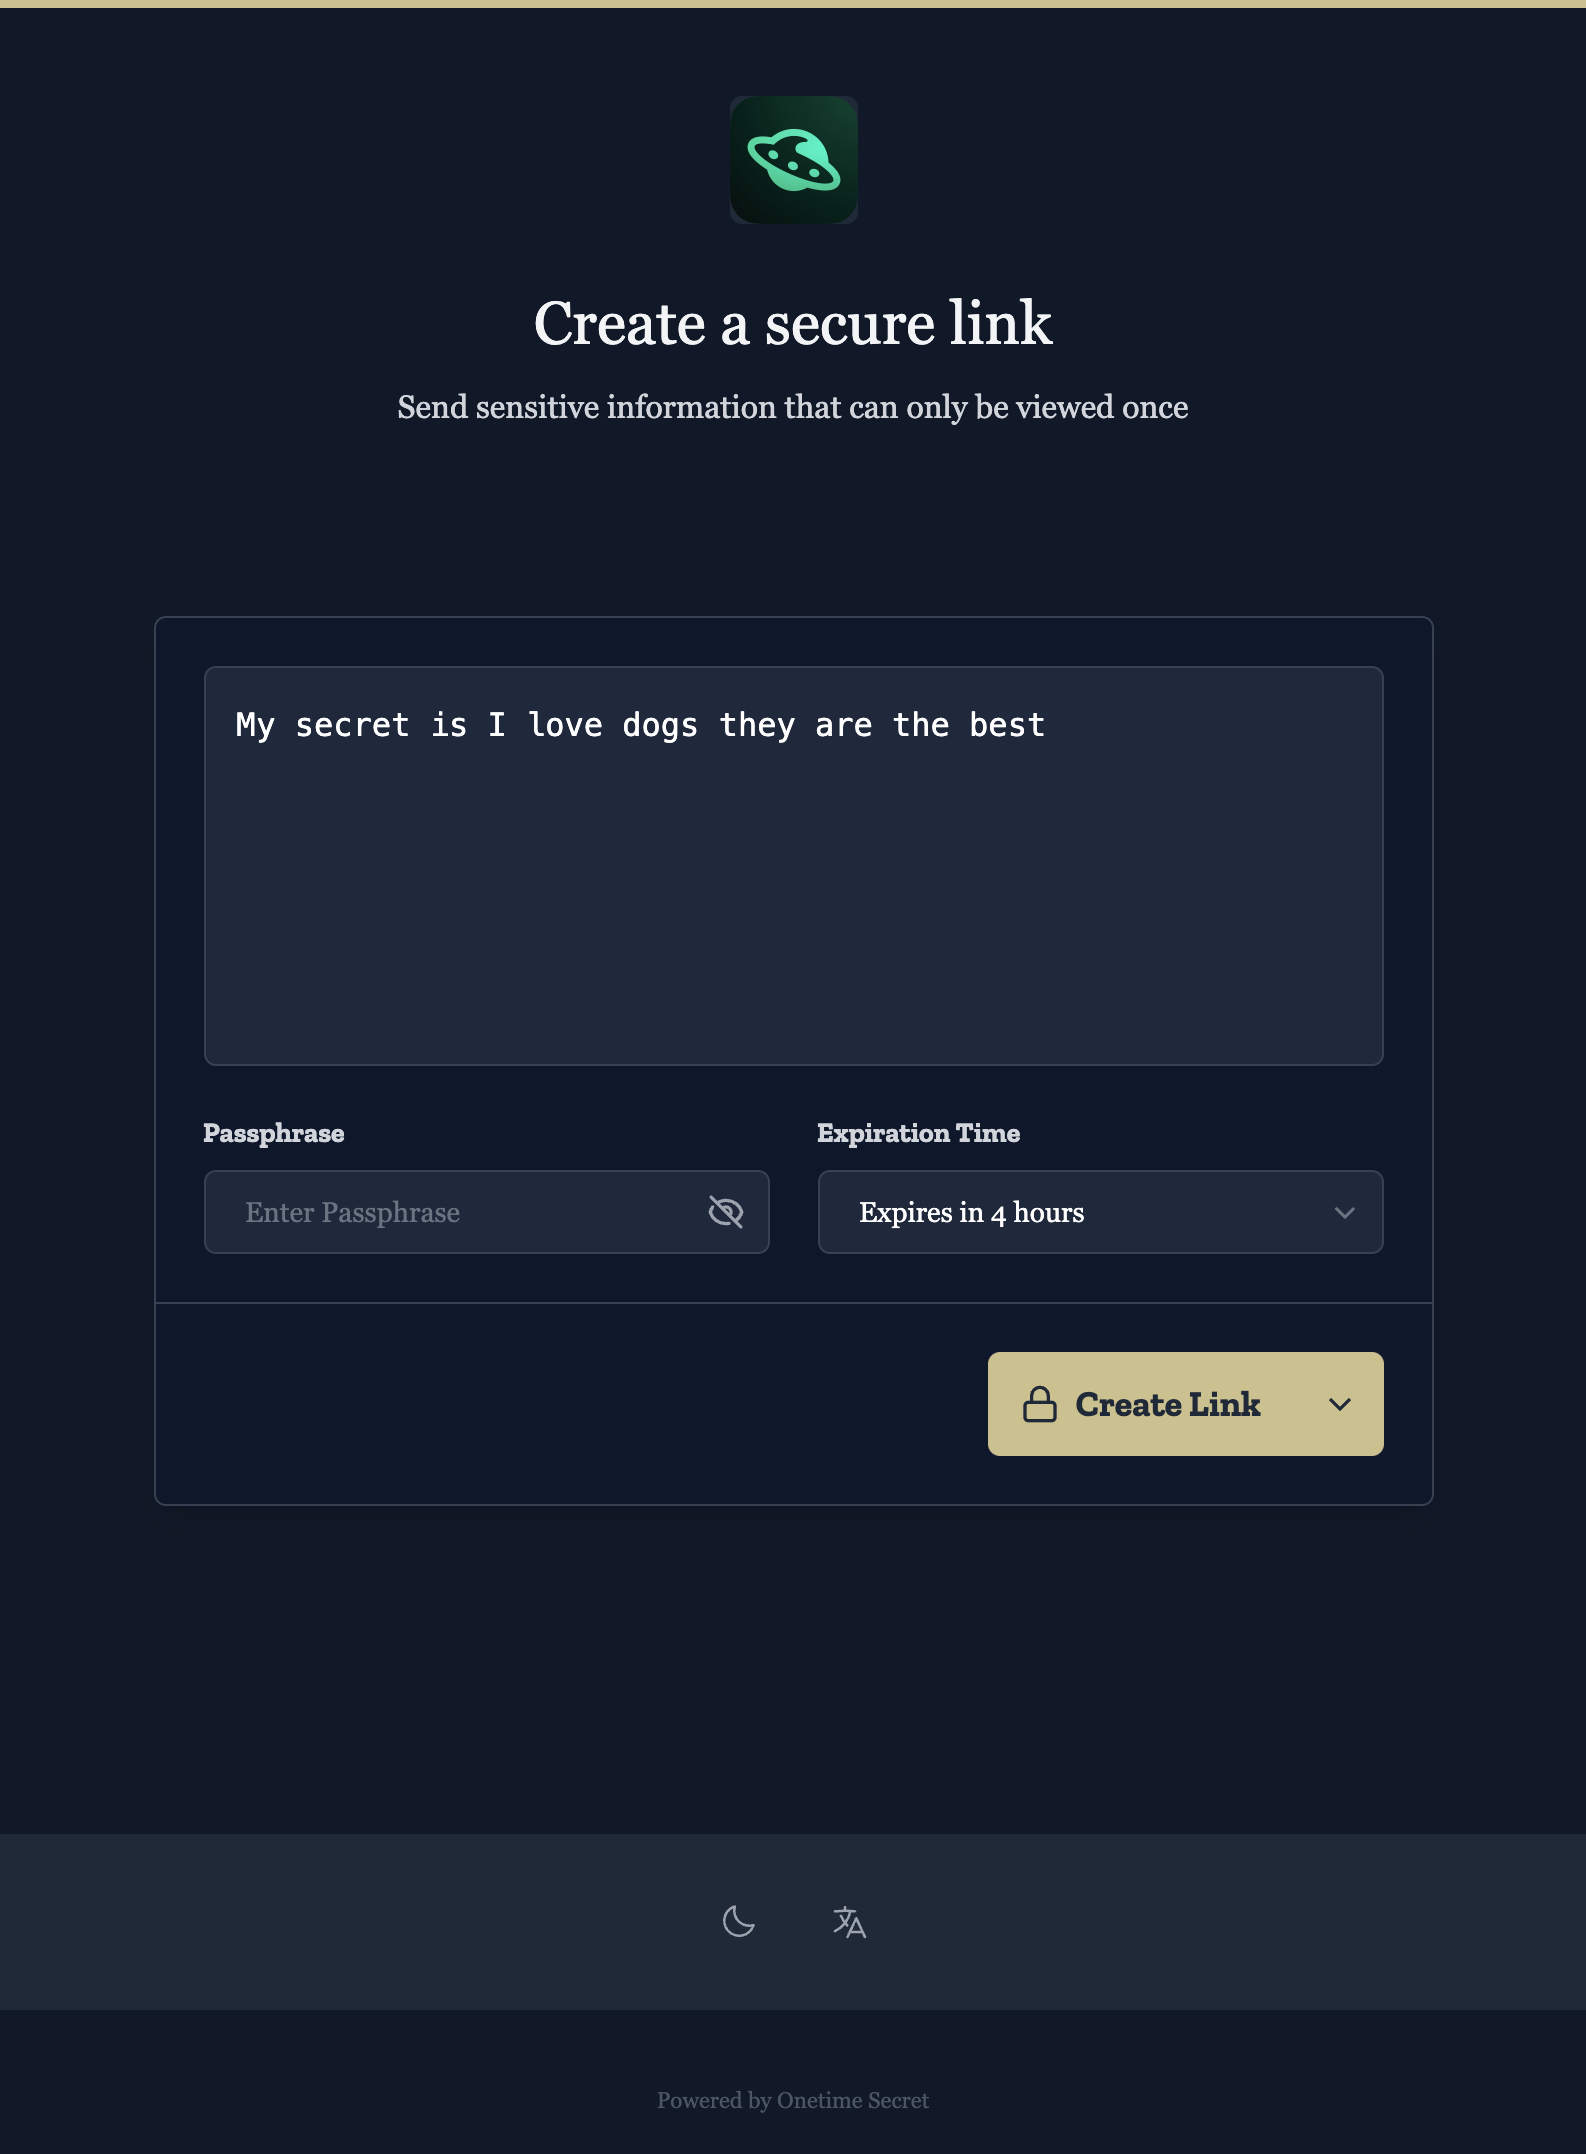 Create a secure link
Send sensitive information that can only be viewed once
My secret is I love dogs they are the best
Passphrase
Expiration Time
Enter Passphrase
Expires in 4 hours
Create Link
Powered by Onetime Secret